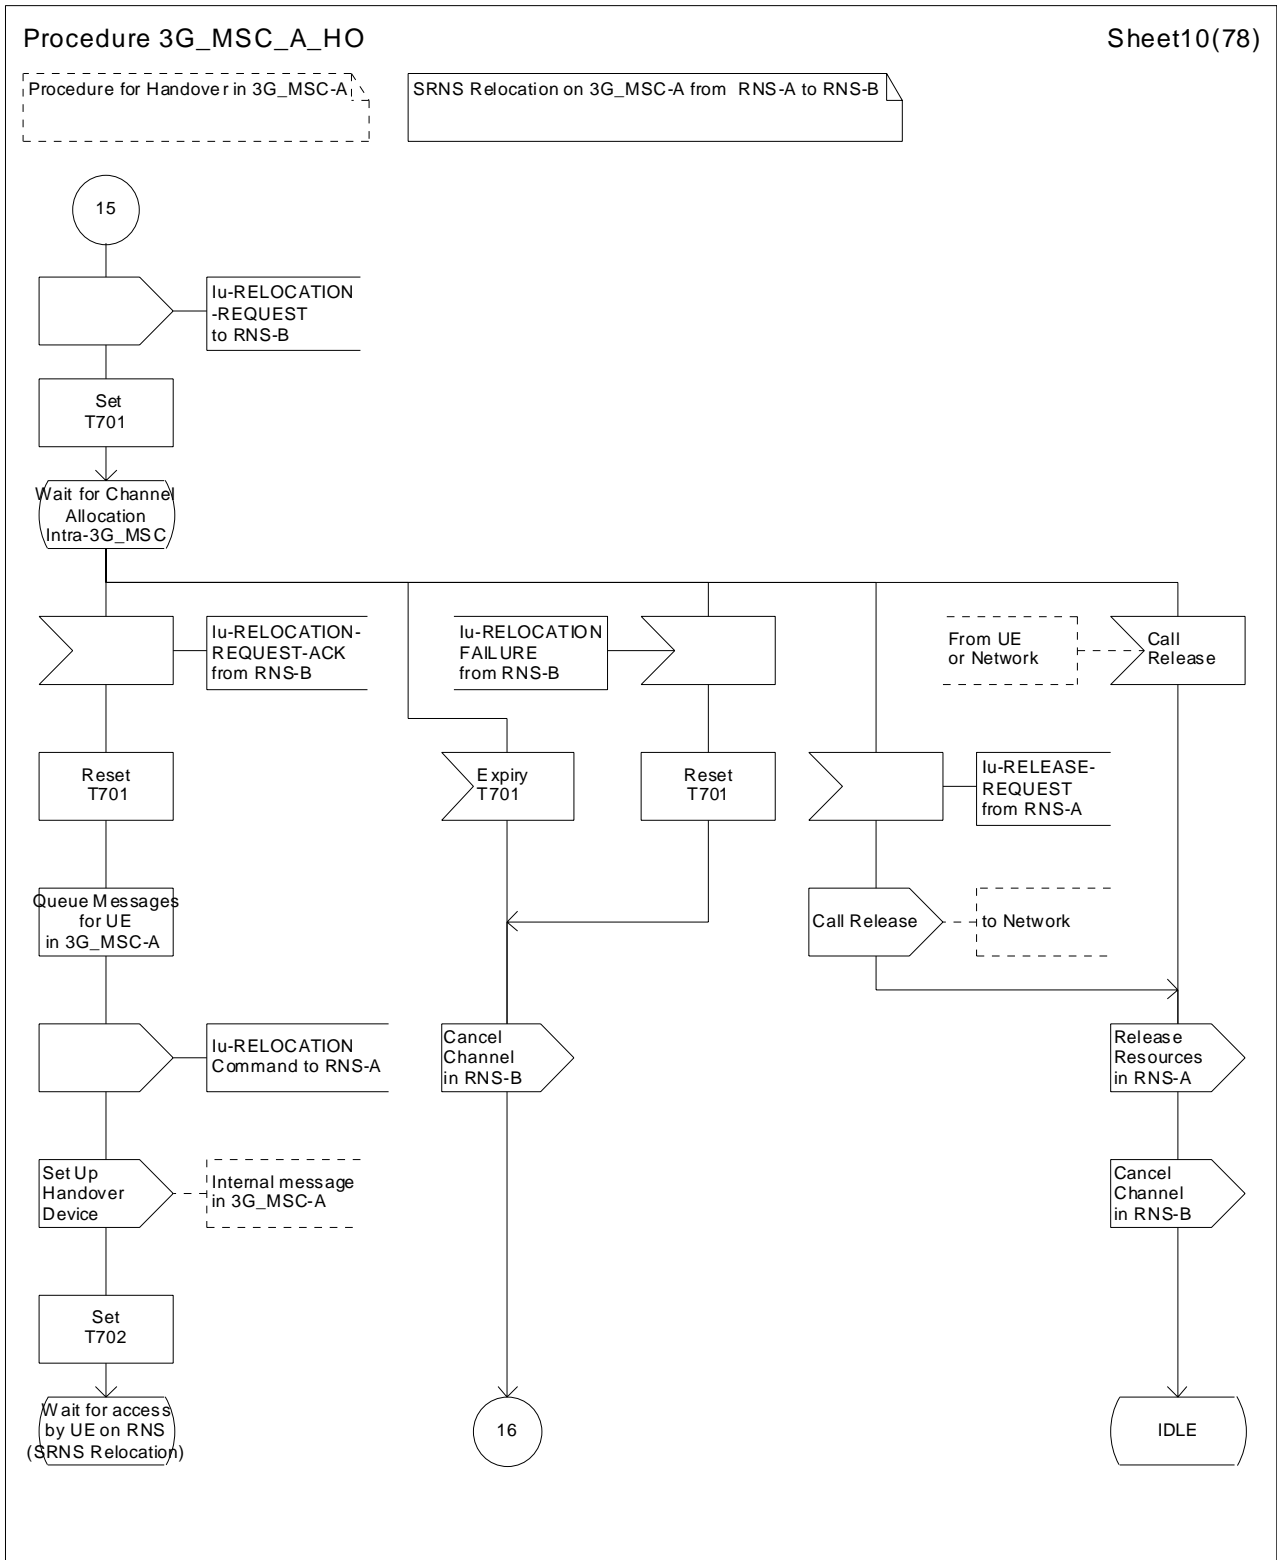 Procedure 3G_MSC_A_HO
Sheet10(78)
Procedure for Handover in 3G_MSC-A
SRNS Relocation on 3G_MSC-A from RNS-A to RNS-B
15
Iu-RELOCATION
-REQUEST
to RNS-B
Set
T701
Wait for Channel
Allocation
Intra-3G_MSC
Iu-RELOCATION-
REQUEST-ACK
from RNS-B
Iu-RELOCATION
FAILURE
from RNS-B
From UE
or Network
Call
Release
Reset
T701
Expiry
T701
Reset
T701
Iu-RELEASE-
REQUEST
from RNS-A
Queue Messages
for UE
in 3G_MSC-A
Call Release
to Network
Iu-RELOCATION
Command to RNS-A
Cancel
Channel
in RNS-B
Release
Resources
in RNS-A
Set Up
Handover
Device
Internal message
in 3G_MSC-A
Cancel
Channel
in RNS-B
Set
T702
Wait for access
by UE on RNS
(SRNS Relocation)
16
IDLE